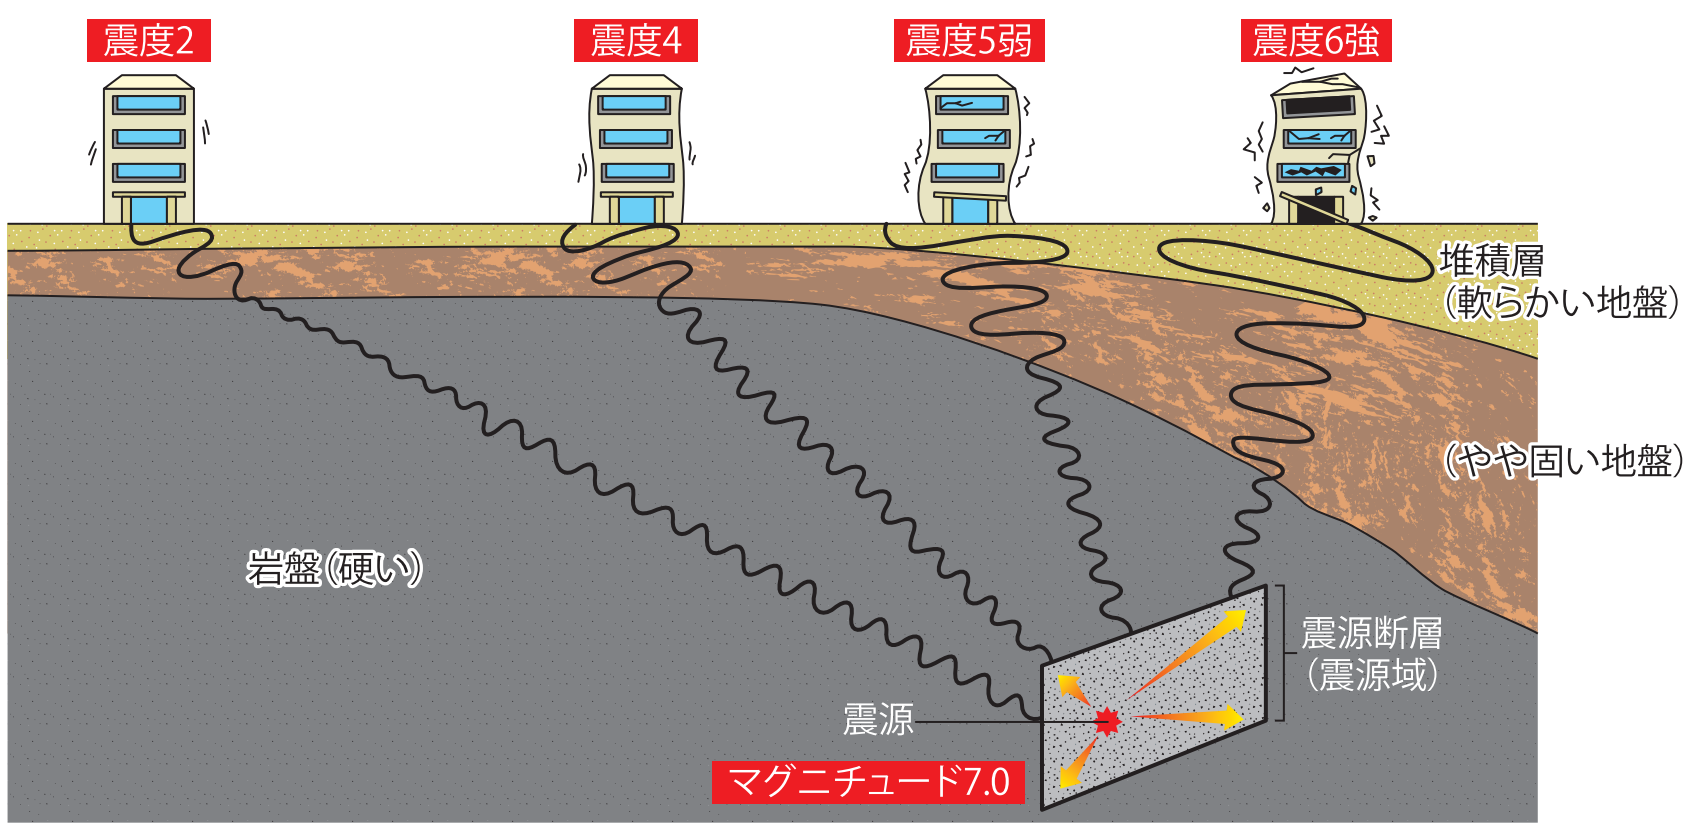 震度2
震度4
震度5弱
震度6強
堆積層
（軟らかい地盤）
（やや固い地盤）
岩盤（硬い）
震源断層
（震源域）
震源
マグニチュード7.0